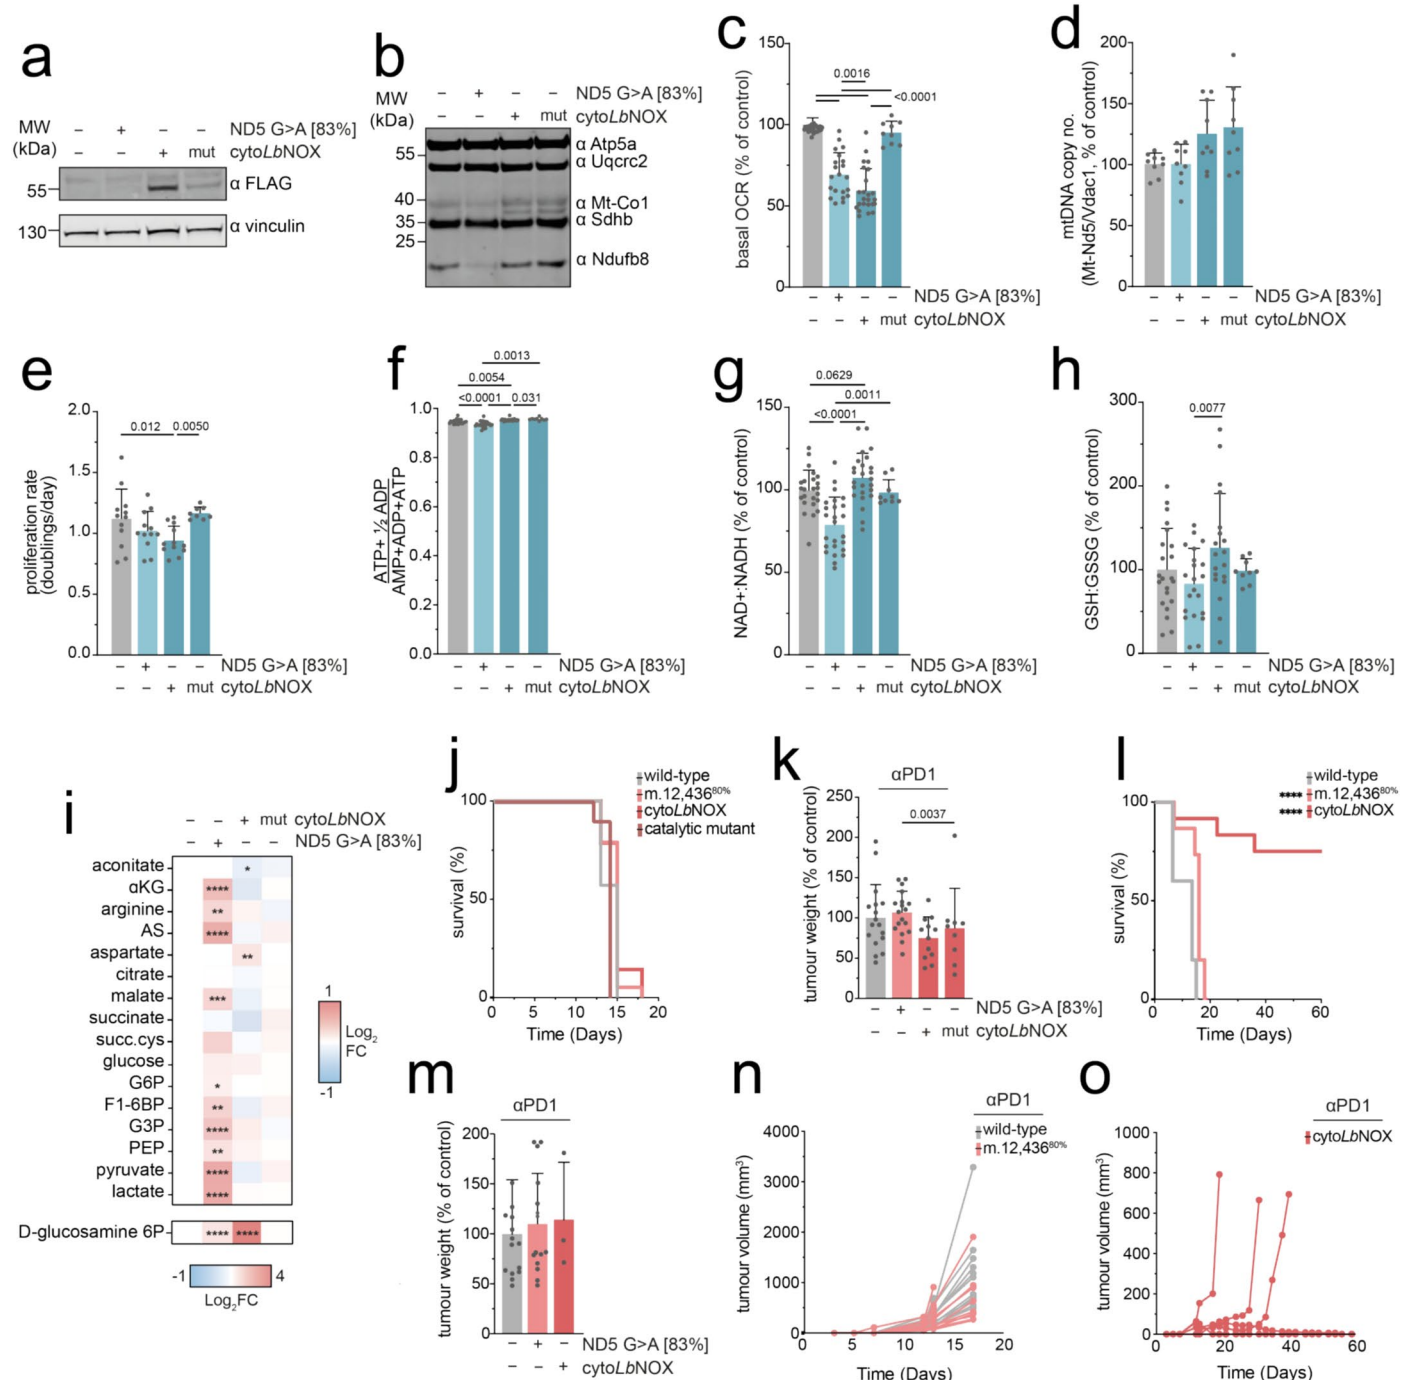 a
MW
(kDa)
– + – – ND5 G>A [83%]
– – + mut cytoLbNOX
55
α FLAG
130
α vinculin
b
MW
(kDa)
– + – – ND5 G>A [83%]
– – + mut cytoLbNOX
α Atp5a
55
α Uqcrc2
40
α Mt-Co1
35
α Sdhb
25
α Ndufb8
c
basal OCR (% of control)
150
100
50
0
0.0016
<0.0001
– + – – ND5 G>A [83%]
– – + mut cytoLbNOX
d
mtDNA copy no.
(Mt-Nd5/Vdac1, % of control)
200
150
100
50
0
– + – – ND5 G>A [83%]
– – + mut cytoLbNOX
e
proliferation rate
(doublings/day)
2.0
1.5
1.0
0.5
0.0
0.012 0.0050
– + – – ND5 G>A [83%]
– – + mut cytoLbNOX
f
ATP+ ½ ADP
AMP+ADP+ATP
1.0
0.8
0.6
0.4
0.2
0.0
0.0013
0.0054
<0.0001 0.031
– + – – ND5 G>A [83%]
– – + mut cytoLbNOX
g
NAD+:NADH (% of control)
150
100
50
0
0.0629
0.0011
<0.0001
– + – – ND5 G>A [83%]
– – + mut cytoLbNOX
h
GSH:GSSG (% of control)
300
200
100
0
0.0077
– + – – ND5 G>A [83%]
– – + mut cytoLbNOX
i
– – + mut cytoLbNOX
– + – – ND5 G>A [83%]
aconitate *
αKG ****
arginine **
AS ****
aspartate **
citrate
malate ***
succinate
succ.cys
glucose
G6P *
F1-6BP **
G3P ****
PEP **
pyruvate ****
lactate ****
D-glucosamine 6P **** ****
1
Log2
FC
-1
-1 4
Log2FC
j
wild-type
m.12,436 80%
cytoLbNOX
catalytic mutant
survival (%)
100
50
0
0 5 10 15 20
Time (Days)
k
αPD1
tumour weight (% of control)
250
200
150
100
50
0
0.0037
– + – – ND5 G>A [83%]
– – + mut cytoLbNOX
l
wild-type
**** m.12,436 80%
**** cytoLbNOX
survival (%)
100
50
0
0 20 40 60
Time (Days)
m
αPD1
tumour weight (% of control)
200
150
100
50
0
– + – ND5 G>A [83%]
– – + cytoLbNOX
n
αPD1
wild-type
m.12,436 80%
tumour volume (mm3)
4000
3000
2000
1000
0
0 5 10 15 20
Time (Days)
o
αPD1
cytoLbNOX
tumour volume (mm3)
1000
800
600
400
200
0
0 20 40 60
Time (Days)